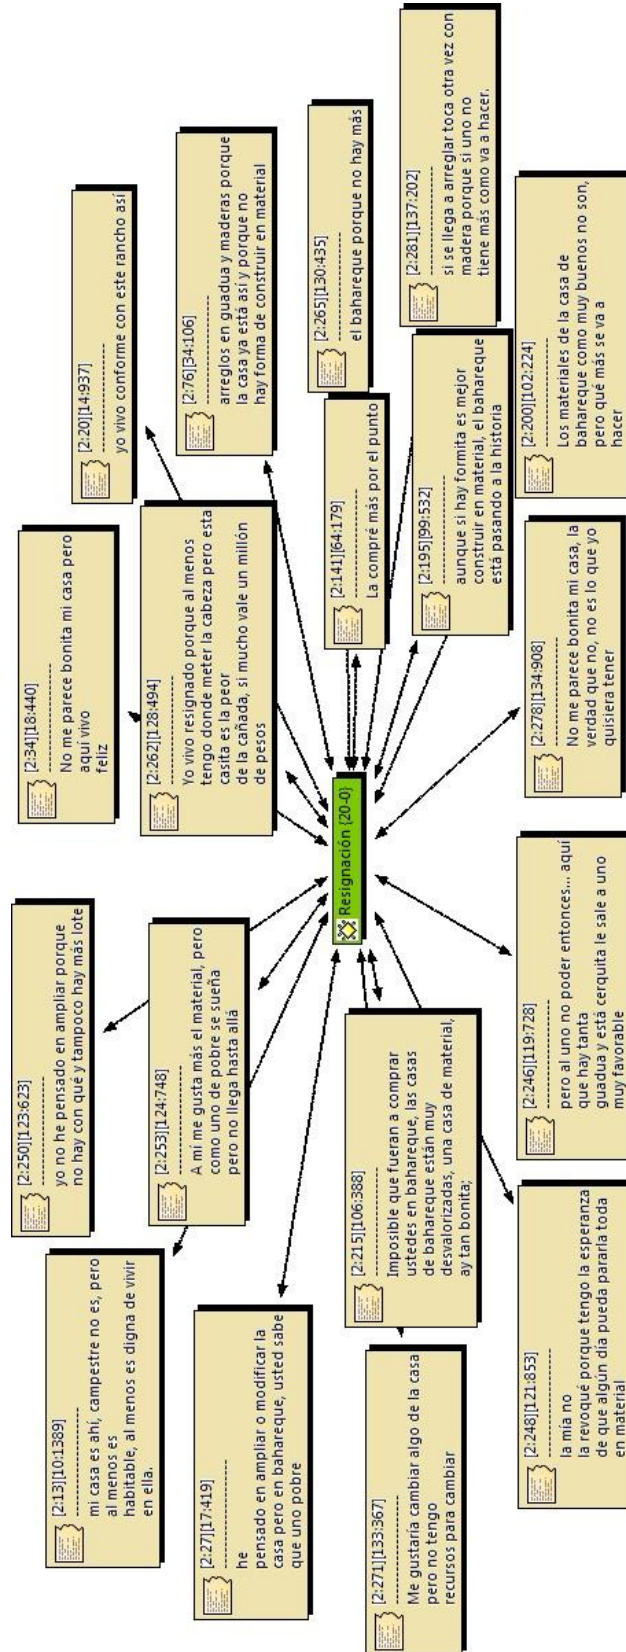 [2:13][10:1389]
mi casa es ahí, campestre no es, pero
al menos es
habitable, al menos es digna de vivir
en ella.
[2:250][123:623]
yo no he pensado en ampliar porque
no hay con qué y tampoco hay más lote
[2:34][18:440]
No me parece bonita mi casa pero
aquí vivo
feliz
[2:20][14:937]
yo vivo conforme con este rancho así
[2:27][17:419]
he
pensado en ampliar o modificar la
casa pero en bahareque, usted sabe
que uno pobre
[2:253][124:748]
A mí me gusta más el material, pero
como uno de pobre se sueña
pero no llega hasta allá
[2:262][128:494]
Yo vivo resignado porque al menos
tengo donde meter la cabeza pero esta
casita es la peor
de la cañada, si mucho vale un millón
de pesos
[2:76][34:106]
arreglos en guadua y maderas porque
la casa ya está así y porque no
hay forma de construir en material
[2:265][130:435]
el bahareque porque no hay más
[2:141][64:179]
La compré más por el punto
Resignación {20-0}
[2:215][106:388]
Imposible que fueran a comprar
ustedes en bahareque, las casas
de bahareque están muy
desvalorizadas, una casa de material,
ay tan bonita;
[2:271][133:367]
Me gustaría cambiar algo de la casa
pero no tengo
recursos para cambiar
[2:195][99:532]
aunque si hay formita es mejor
construir en material, el bahareque
está pasando a la historia
[2:281][137:202]
si se llega a arreglar toca otra vez con
madera porque si uno no
tiene más como va a hacer.
[2:248][121:853]
la mia no
la revoqué porque tengo la esperanza
de que algún día pueda pararla toda
en material
[2:246][119:728]
pero al uno no poder entonces... aquí
que hay tanta
guadua y está cerquita le sale a uno
muy favorable
[2:278][134:908]
No me parece bonita mi casa, la
verdad que no, no es lo que yo
quisiera tener
[2:200][102:224]
Los materiales de la casa de
bahareque como muy buenos no son,
pero qué más se va a
hacer